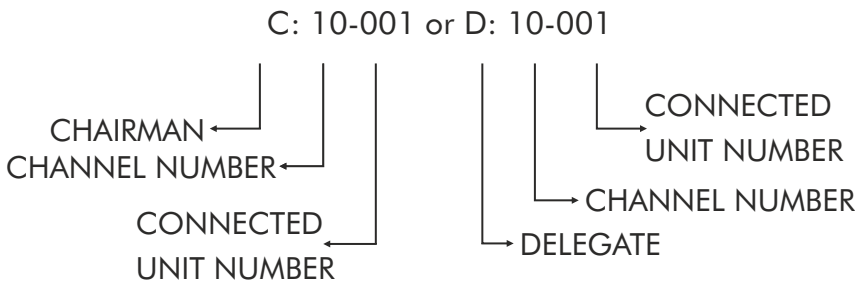 C: 10-001 or D: 10-001
CHAIRMAN
CHANNEL NUMBER
CONNECTED
UNIT NUMBER
CONNECTED
UNIT NUMBER
CHANNEL NUMBER
DELEGATE